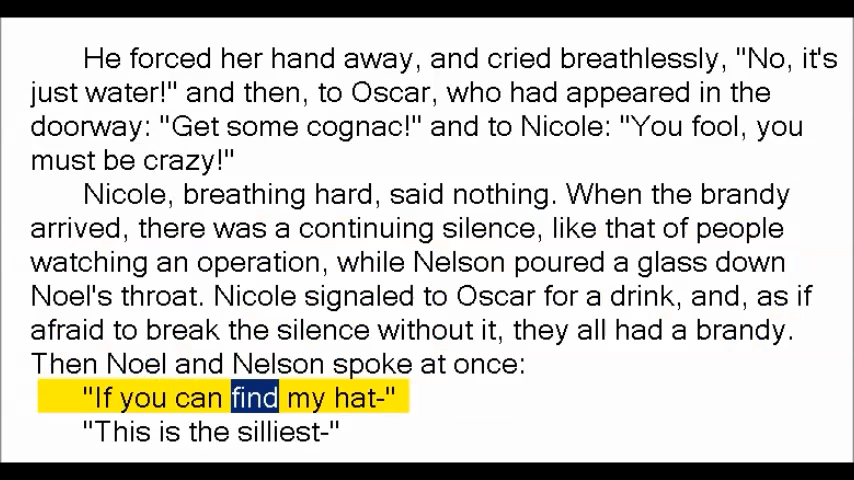 He forced her hand away, and cried breathlessly, "No, it's
just water!" and then, to Oscar, who had appeared in the
doorway: "Get some cognac!" and to Nicole: "You fool, you
must be crazy!"
Nicole, breathing hard, said nothing. When the brandy
arrived, there was a continuing silence, like that of people
watching an operation, while Nelson poured a glass down
Noel's throat. Nicole signaled to Oscar for a drink, and, as if
afraid to break the silence without it, they all had a brandy.
Then Noel and Nelson spoke at once:
"If you can find my hat-"
"This is the silliest-"